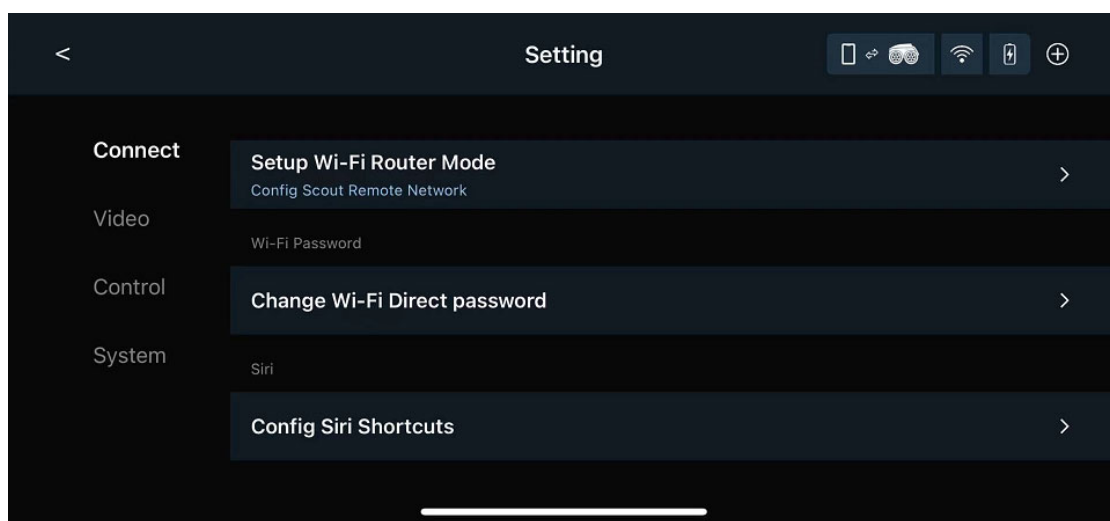 <
Setting
Connect
Video
Control
System
Setup Wi-Fi Router Mode
Config Scout Remote Network
Wi-Fi Password
Change Wi-Fi Direct password
Siri
Config Siri Shortcuts